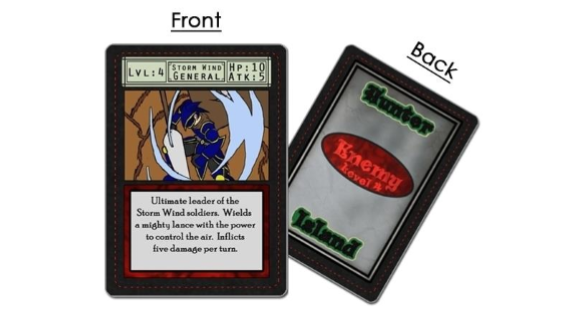 Front
Back
LVL: 4
STORM WIND
GENERAL
HP: 10
ATK: 5
Ultimate leader of the
Storm Wind soldiers. Wields
a mighty lance with the power
to control the air. Inflicts
five damage per turn.
Hunter
Enemy
Level 4
Island